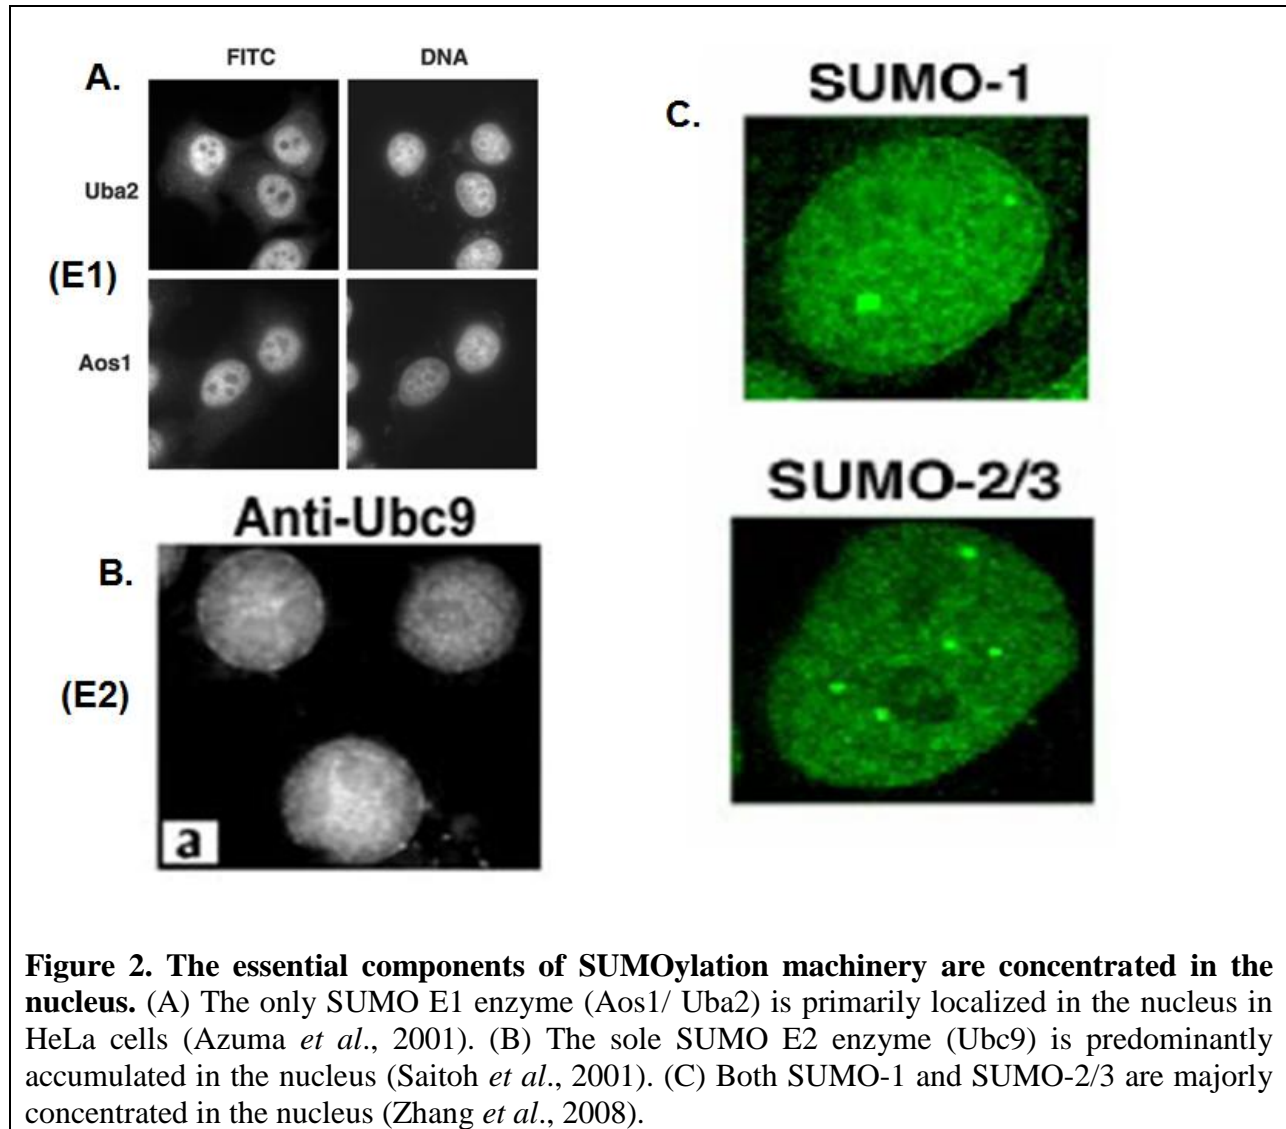 FITC DNA
A.
Uba2
(E1)
Aos1
Anti-Ubc9
B.
(E2)
a
SUMO-1
C.
SUMO-2/3
Figure 2. The essential components of SUMOylation machinery are concentrated in the
nucleus. (A) The only SUMO E1 enzyme (Aos1/ Uba2) is primarily localized in the nucleus in
HeLa cells (Azuma et al., 2001). (B) The sole SUMO E2 enzyme (Ubc9) is predominantly
accumulated in the nucleus (Saitoh et al., 2001). (C) Both SUMO-1 and SUMO-2/3 are majorly
concentrated in the nucleus (Zhang et al., 2008).